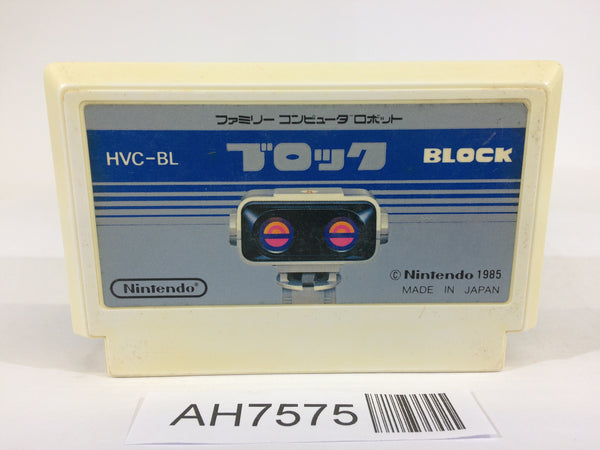 ファミリー コンピュータ ロボット
HVC-BL ブロック BLOCK
© Nintendo 1985
Nintendo®
MADE IN JAPAN
AH7575